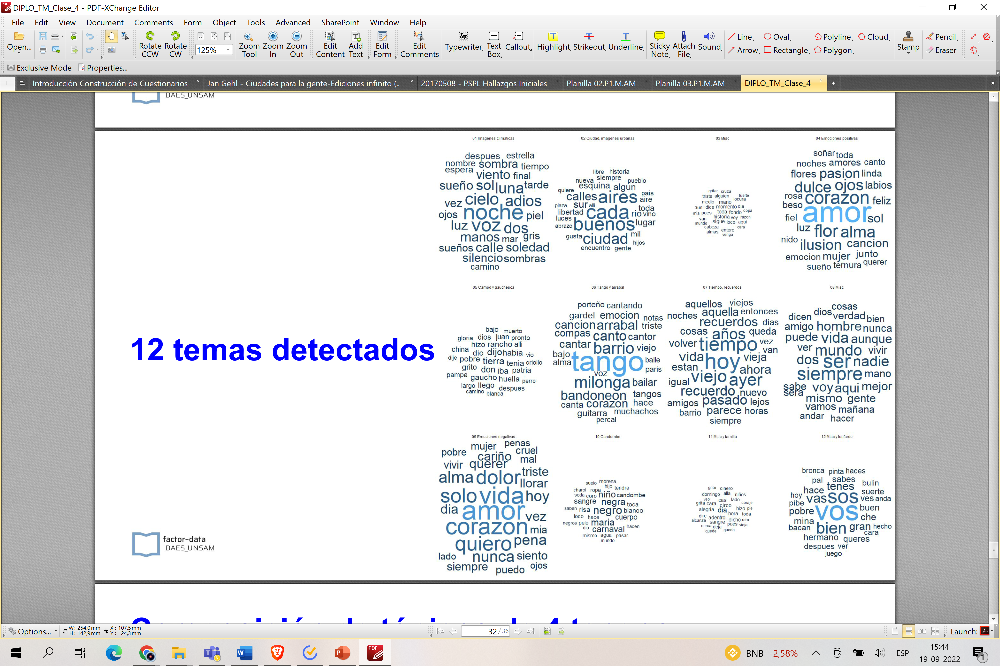 DIPLO_TM_Clase_4 - PDF-XChange Editor
File Edit View Document Comments Form Object Tools Advanced SharePoint Window Help
Open... 125% Rotate CCW Rotate CW Zoom Tool Zoom In Zoom Out Edit Content Add Text Edit Form Edit Comments Typewriter Text Box Callout Highlight Strikeout Underline Sticky Note Attach File Sound Line Arrow Oval Rectangle Polyline Polygon Cloud Stamp Pencil Eraser
Exclusive Mode Properties...
Introducción Construcción de Cuestionarios Jan Gehl - Ciudades para la gente-Ediciones infinito (.. 20170508 - PSPL Hallazgos Iniciales Planilla 02.P1.M.AM Planilla 03.P1.M.AM DIPLO_TM_Clase_4
IDAES_UNSAM
12 temas detectados
01 Imagenes climaticas
despues estrella
nombre sombra tiempo
espera viento final
sueño sol luna tarde
vez cielo adios
ojos noche piel
luz voz dos
manos mar gris
sueños calle soledad
silencio sombras
camino
02 Ciudad, imagenes urbanas
libre historia
nueva siempre pueblo
quiere esquina algun
calles aires pais aire
plaza sur alli
libertad cada rio toda vino
luces buenos lugar
abrazo
gusta ciudad mil
encuentro gente hijos
03 Misc
gritar cruza
triste alguien fuerte
medio mano locura
aun dice momento dia
mia pues toda fondo copa
van historia voy razon
mundo sigue loco aqui
cabeza cara
almas entero
venga
04 Emociones positivas
soñar toda
noches amores canto
flores pasion linda
dulce ojos labios
rosa corazon feliz
beso amor
fiel sol
luz flor alma
nido ilusion cancion
emocion mujer junto
sueño ternura querer
05 Campo y gauchesca
bajo muerto
gloria dios juan pronto
hizo rancho alli
china dio dijo habia vio
dije pobre tierra tenia criollo
grito don iba patria
pampa gaucho huella perro
largo llego despues
camino blanca
06 Tango y arrabal
porteño cantando
gardel emocion notas
cancion arrabal triste
compas canto cantor
cantar barrio viejo
bajo tango baile
alma paris
voz
milonga bailar
bandoneon tangos
canta corazon hace
guitarra muchachos
percal
07 Tiempo, recuerdos
aquellos viejos
noches aquella entonces
recuerdos dias
cosas años queda
volver tiempo vez
van
vida hoy vieja
estan ahora
igual viejo ayer
recuerdo nuevo
amigos pasado lejos
barrio parece horas
siempre
08 Misc
cosas
dicen dios verdad bien
amigo hombre nunca
puede vida aunque
ver mundo vivir
dos ser nadie
siempre mano
sabe voy aqui mejor
sera
mismo gente
vamos mañana
andar hacer
09 Emociones negativas
mujer penas
pobre cariño cruel
vivir querer mal
alma dolor triste
llorar
solo vida hoy
dia amor vez
corazon mia
quiero pena
lado nunca siento
siempre puedo ojos
10 Candombe
suelo morena
hijo tendra
charol ropa
seda coro niño candombe
sangre negra toca
saben risa negro blanco
loco hace cuerpo
negros pelo maria
dio carnaval hacen
mismo agua pasar
mundo
11 Misc y familia
grito dinero
domingo alla niños
veo casi lado
grita cara circo coraje
alegria dia hizo pie
hora toda
dire adentro dicho rato
alcanza sangre pues vieja
cerca deja
quede queda
12 Misc y lunfardo
bronca pinta haces
pal sabes bulin
hace tenes suerte
hoy vas sos ves anda
pibe
pobre vos buen
mina che
bacan bien gran hecho
cara
hermano queres
despues ver
juego
factor~data
IDAES_UNSAM
Options... W: 254,0 mm H: 142,9 mm X: 107,5 mm Y: 24,3 mm 32 / 36 Launch:
BNB -2,58% ESP 15:44
19-09-2022